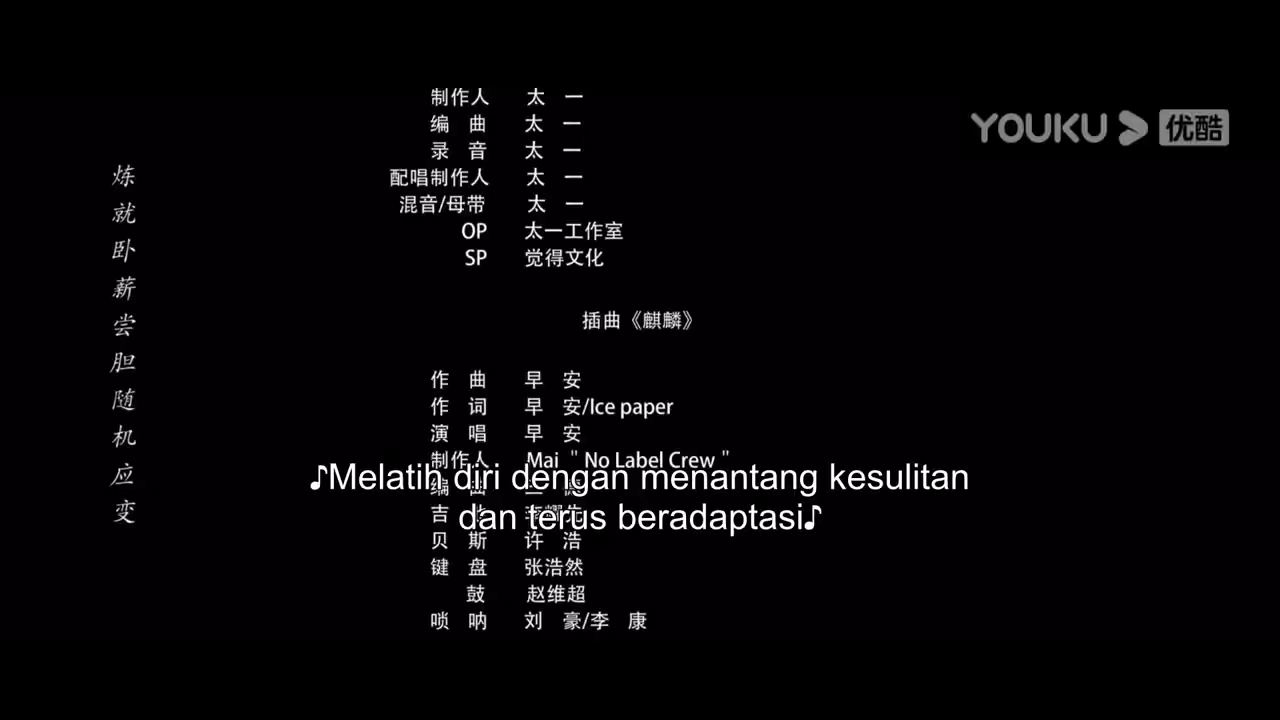 制作人 太 一
编 曲 太 一
录 音 太 一
配唱制作人 太 一
混音/母带 太 一
OP 太一工作室
SP 觉得文化
YOUKU 优酷
炼就卧薪尝胆随机应变
插曲《麒麟》
作 曲 早 安
作 词 早 安/Ice paper
演 唱 早 安
制作人 Mai "No Label Crew"
编 曲
吉
贝 斯 许 浩
键 盘 张浩然
鼓 赵维超
唢 呐 刘 豪/李 康
♪Melatih diri dengan menantang kesulitan
dan terus beradaptasi♪